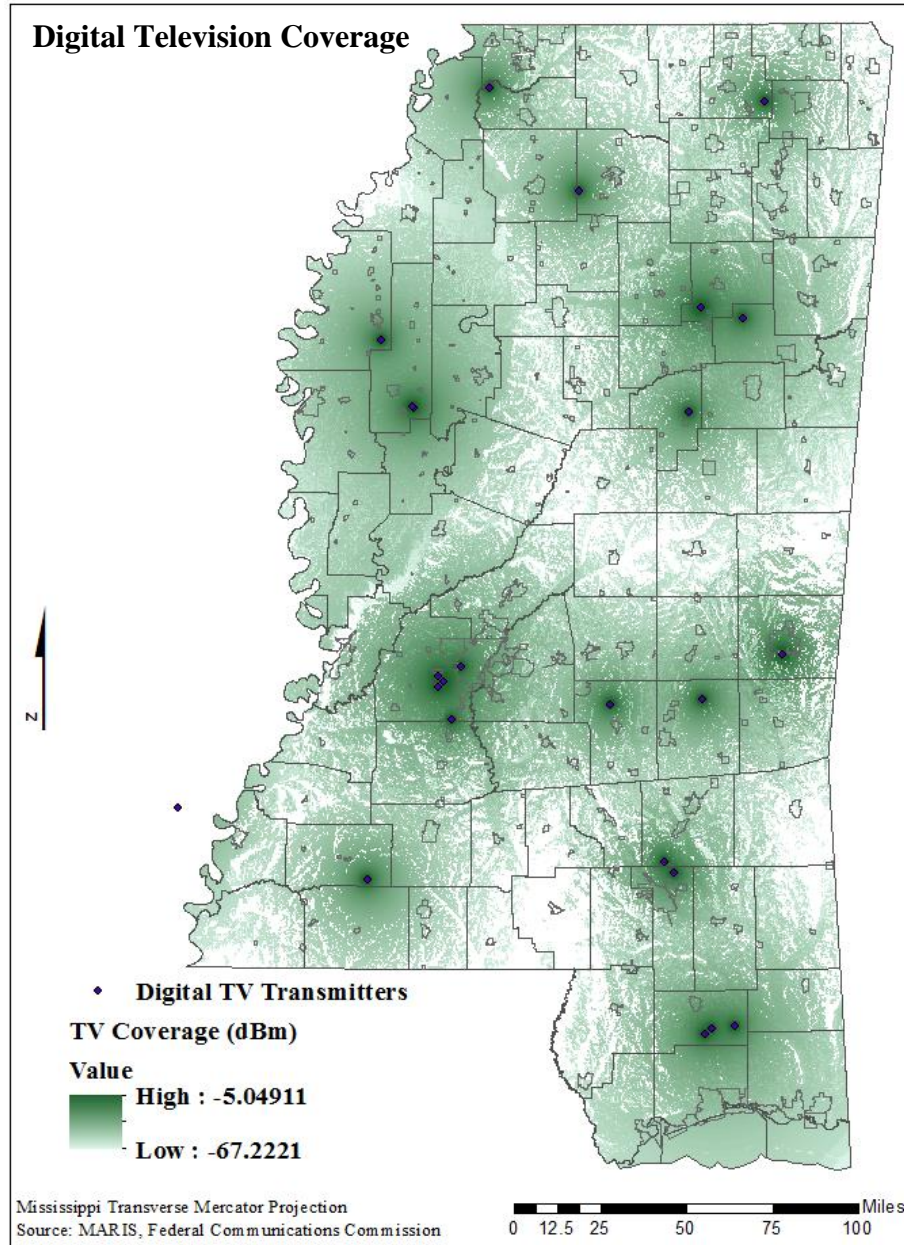 Digital Television Coverage
N
Digital TV Transmitters
TV Coverage (dBm)
Value
High : -5.04911
Low : -67.2221
Mississippi Transverse Mercator Projection
Source: MARIS, Federal Communications Commission
Miles
0 12.5 25 50 75 100